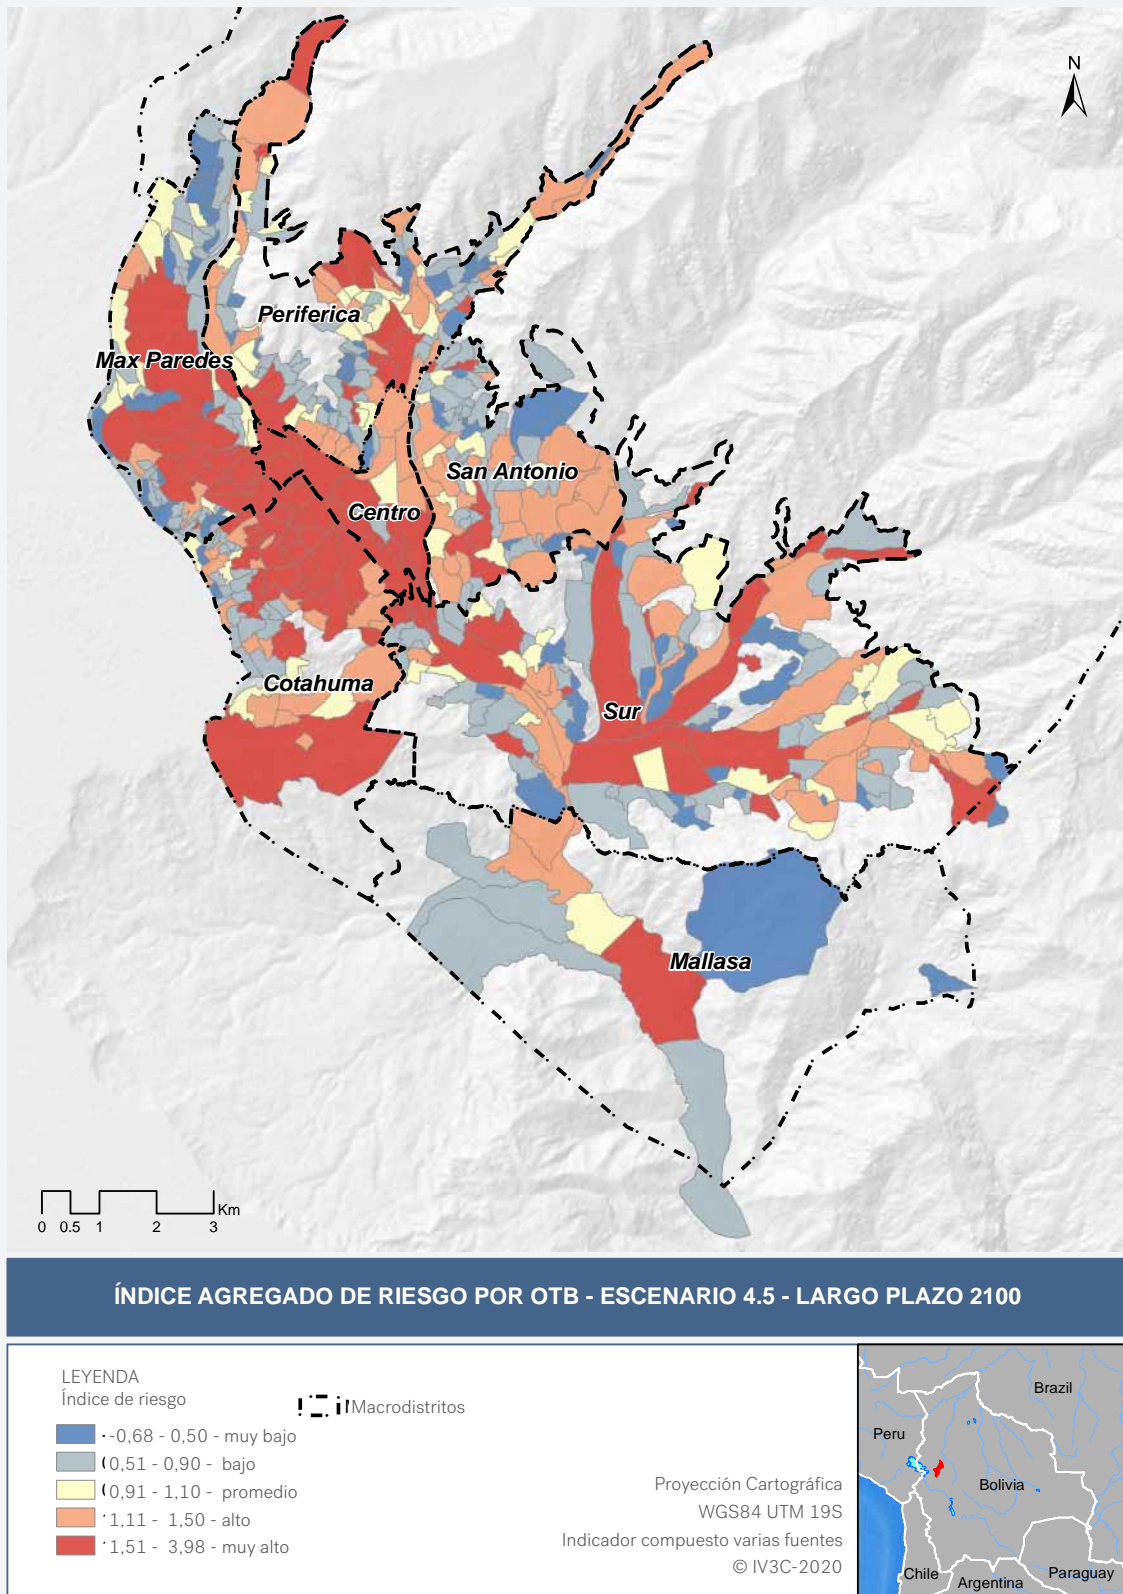 N
Periferica
Max Paredes
San Antonio
Centro
Cotahuma
Sur
Mallasa
Km
0 0.5 1 2 3
ÍNDICE AGREGADO DE RIESGO POR OTB - ESCENARIO 4.5 - LARGO PLAZO 2100
LEYENDA
Índice de riesgo
Macrodistritos
-0,68 - 0,50 - muy bajo
0,51 - 0,90 - bajo
0,91 - 1,10 - promedio
1,11 - 1,50 - alto
1,51 - 3,98 - muy alto
Proyección Cartográfica
WGS84 UTM 19S
Indicador compuesto varias fuentes
© IV3C-2020
Brazil
Peru
Bolivia
Chile
Argentina
Paraguay